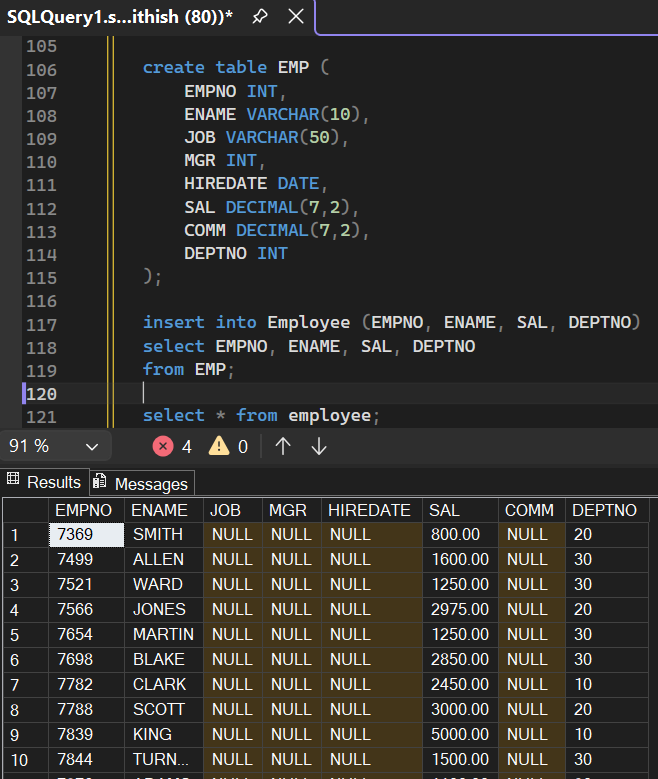 SQLQuery1.s...ithish (80))*
105
106 create table EMP (
107 EMPNO INT,
108 ENAME VARCHAR(10),
109 JOB VARCHAR(50),
110 MGR INT,
111 HIREDATE DATE,
112 SAL DECIMAL(7,2),
113 COMM DECIMAL(7,2),
114 DEPTNO INT
115 );
116
117 insert into Employee (EMPNO, ENAME, SAL, DEPTNO)
118 select EMPNO, ENAME, SAL, DEPTNO
119 from EMP;
120
121 select * from employee;
91 % 4 0
Results Messages
EMPNO ENAME JOB MGR HIREDATE SAL COMM DEPTNO
1 7369 SMITH NULL NULL NULL 800.00 NULL 20
2 7499 ALLEN NULL NULL NULL 1600.00 NULL 30
3 7521 WARD NULL NULL NULL 1250.00 NULL 30
4 7566 JONES NULL NULL NULL 2975.00 NULL 20
5 7654 MARTIN NULL NULL NULL 1250.00 NULL 30
6 7698 BLAKE NULL NULL NULL 2850.00 NULL 30
7 7782 CLARK NULL NULL NULL 2450.00 NULL 10
8 7788 SCOTT NULL NULL NULL 3000.00 NULL 20
9 7839 KING NULL NULL NULL 5000.00 NULL 10
10 7844 TURN... NULL NULL NULL 1500.00 NULL 30